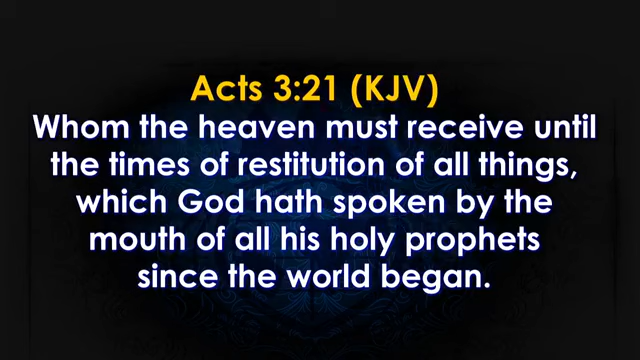 Acts 3:21 (KJV)
Whom the heaven must receive until
the times of restitution of all things,
which God hath spoken by the
mouth of all his holy prophets
since the world began.